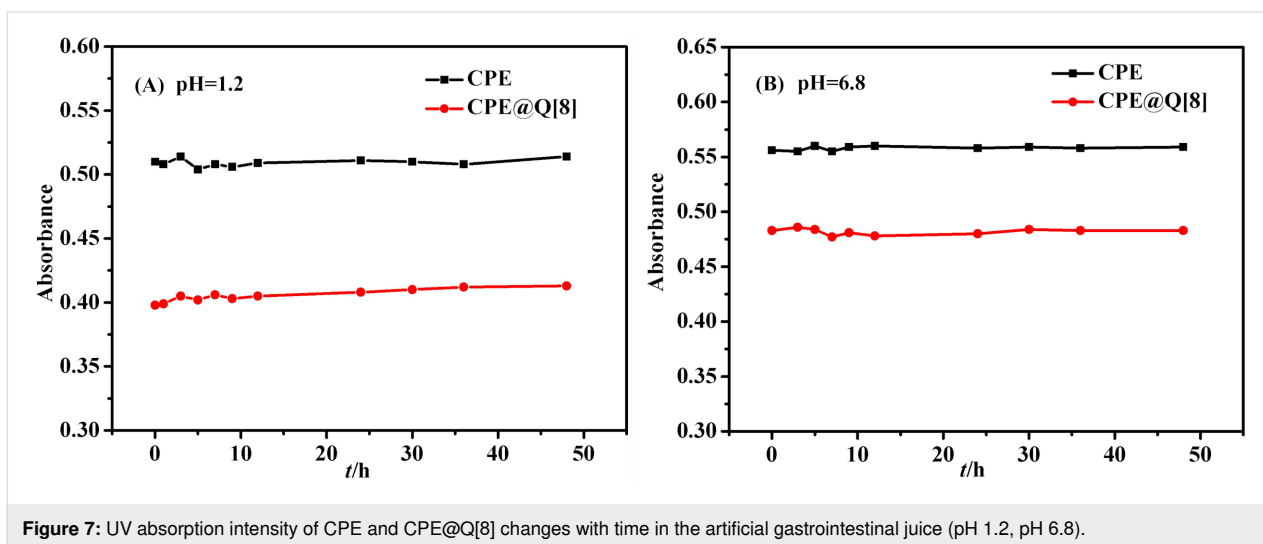 0.60
0.55
0.50
0.45
0.40
0.35
0.30
Absorbance
(A) pH=1.2
CPE
CPE@Q[8]
0 10 20 30 40 50
t/h
0.65
0.60
0.55
0.50
0.45
0.40
0.35
0.30
Absorbance
(B) pH=6.8
CPE
CPE@Q[8]
0 10 20 30 40 50
t/h
Figure 7: UV absorption intensity of CPE and CPE@Q[8] changes with time in the artificial gastrointestinal juice (pH 1.2, pH 6.8).